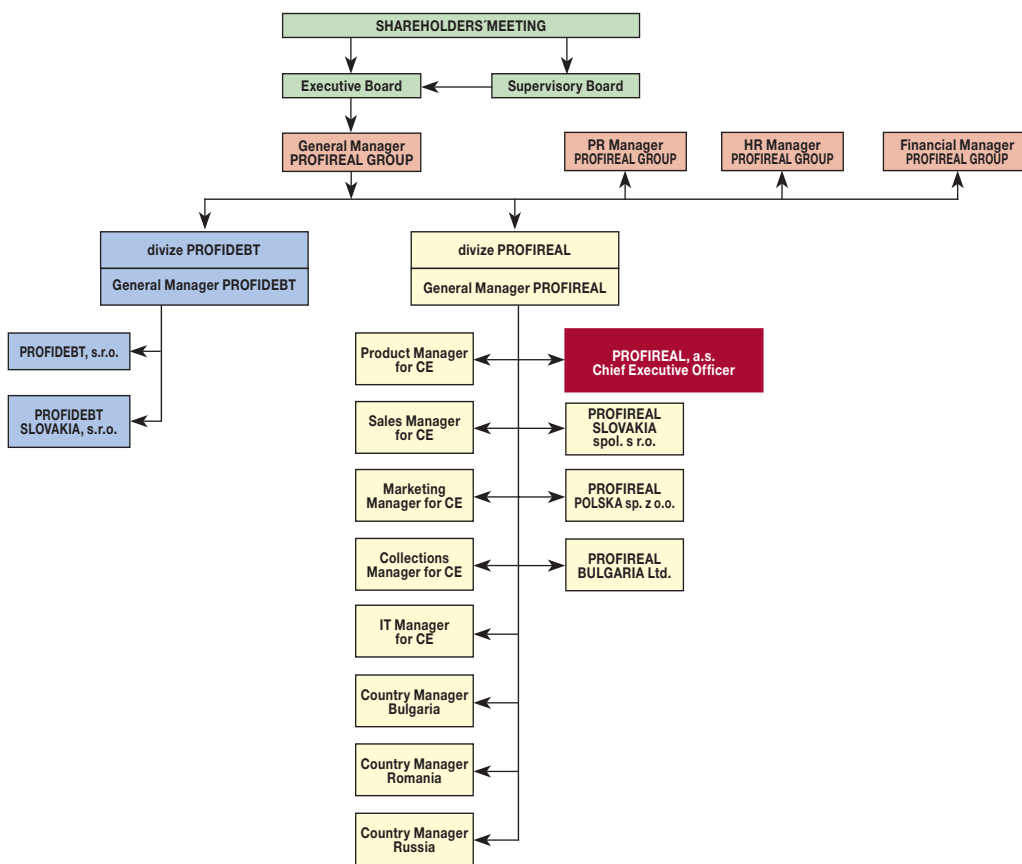 SHAREHOLDERS´MEETING
Executive Board
Supervisory Board
General Manager
PROFIREAL GROUP
PR Manager
PROFIREAL GROUP
HR Manager
PROFIREAL GROUP
Financial Manager
PROFIREAL GROUP
divize PROFIDEBT
General Manager PROFIDEBT
divize PROFIREAL
General Manager PROFIREAL
PROFIDEBT, s.r.o.
PROFIDEBT
SLOVAKIA, s.r.o.
Product Manager
for CE
PROFIREAL, a.s.
Chief Executive Officer
Sales Manager
for CE
PROFIREAL
SLOVAKIA
spol. s r.o.
Marketing
Manager for CE
PROFIREAL
POLSKA sp. z o.o.
Collections
Manager for CE
PROFIREAL
BULGARIA Ltd.
IT Manager
for CE
Country Manager
Bulgaria
Country Manager
Romania
Country Manager
Russia